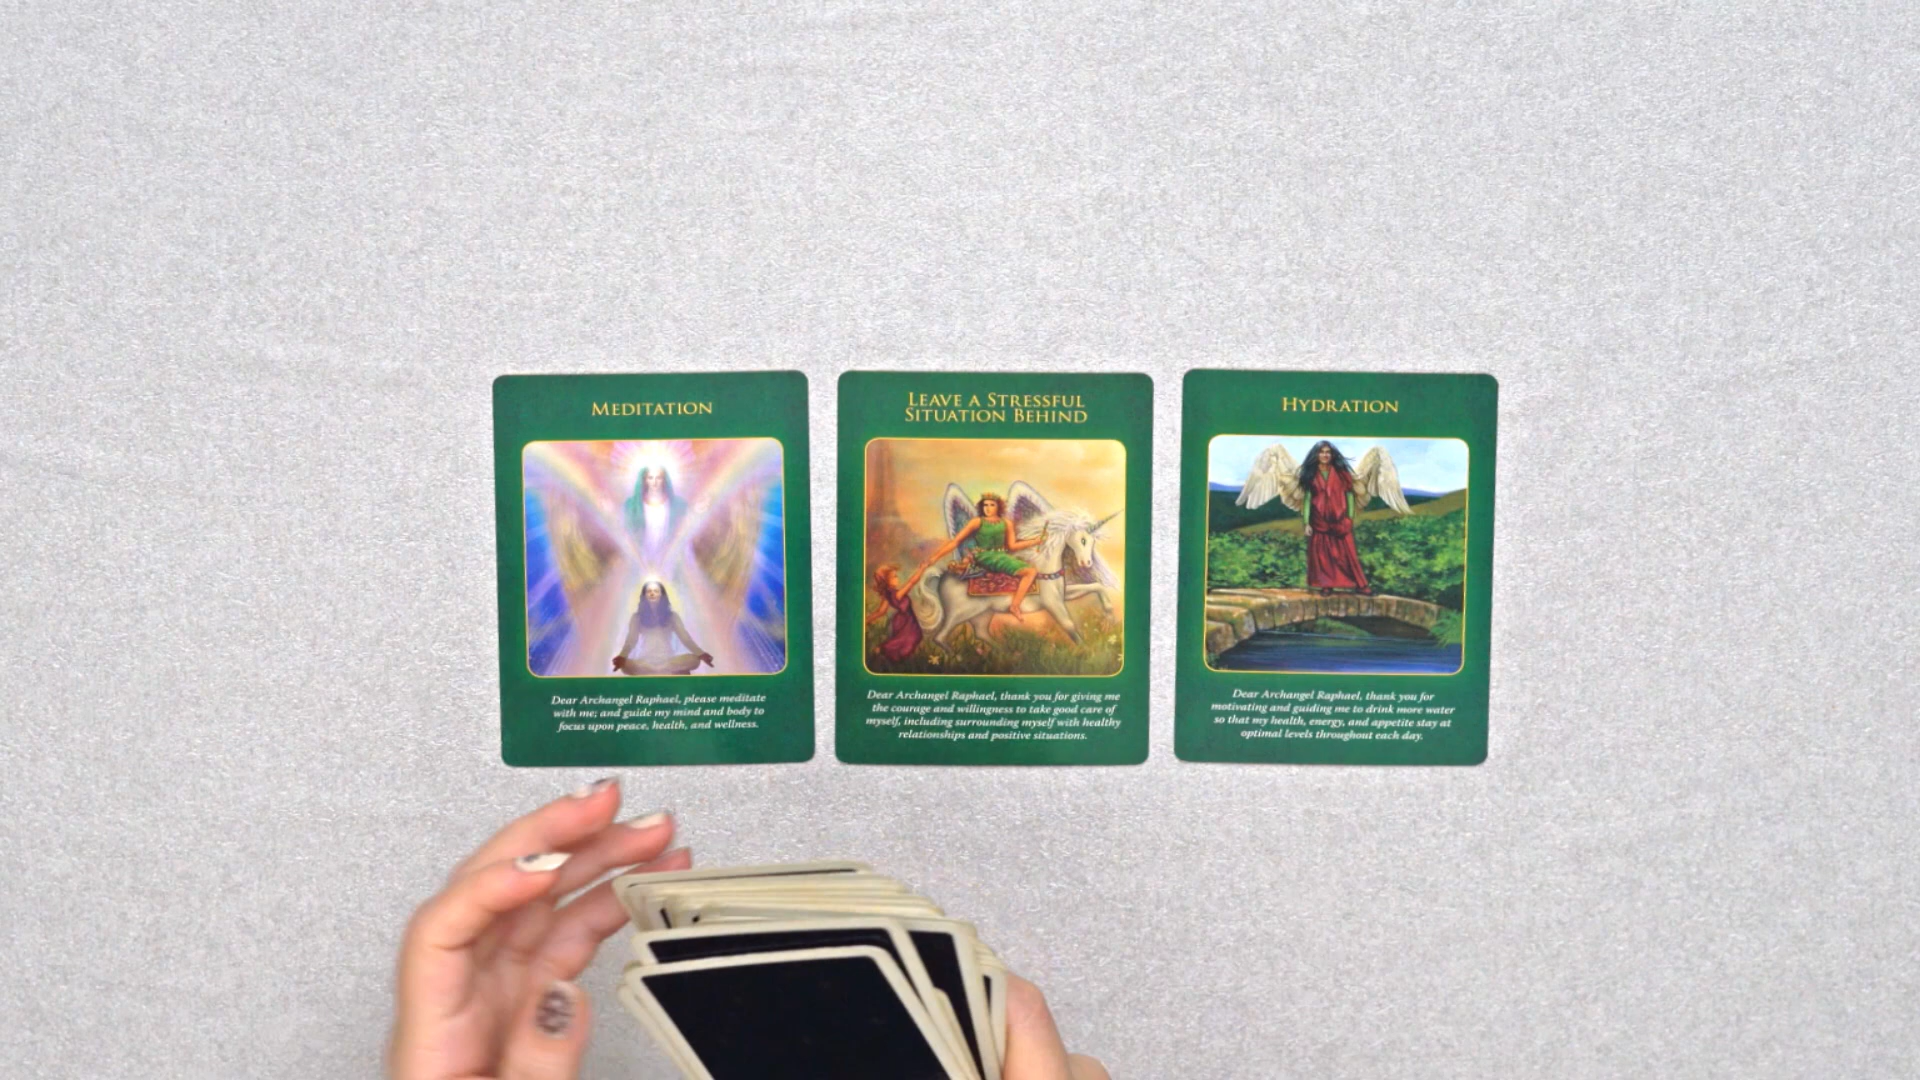 MEDITATION
Dear Archangel Raphael, please meditate
with me; and guide my mind and body to
focus upon peace, health, and wellness.
LEAVE A STRESSFUL
SITUATION BEHIND
Dear Archangel Raphael, thank you for giving me
the courage and willingness to take good care of
myself, including surrounding myself with healthy
relationships and positive situations.
HYDRATION
Dear Archangel Raphael, thank you for
motivating and guiding me to drink more water
so that my health, energy, and appetite stay at
optimal levels throughout each day.